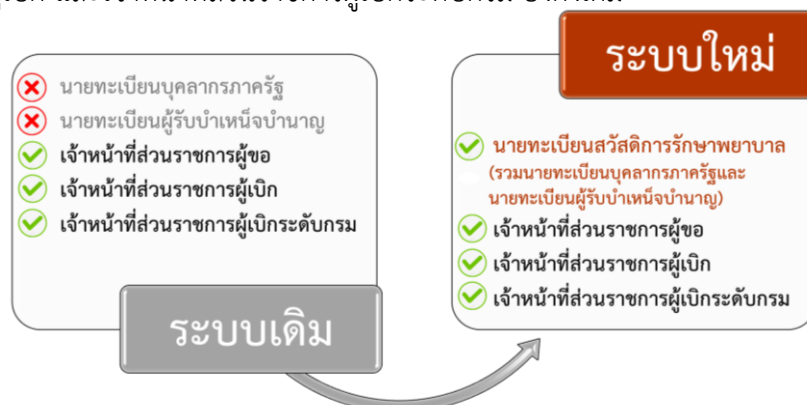 นายทะเบียนบุคลากรภาครัฐ
นายทะเบียนผู้รับบำเหน็จบำนาญ
เจ้าหน้าที่ส่วนราชการผู้ขอ
เจ้าหน้าที่ส่วนราชการผู้เบิก
เจ้าหน้าที่ส่วนราชการผู้เบิกระดับกรม
ระบบเดิม
ระบบใหม่
นายทะเบียนสวัสดิการรักษาพยาบาล
(รวมนายทะเบียนบุคลากรภาครัฐและ
นายทะเบียนผู้รับบำเหน็จบำนาญ)
เจ้าหน้าที่ส่วนราชการผู้ขอ
เจ้าหน้าที่ส่วนราชการผู้เบิก
เจ้าหน้าที่ส่วนราชการผู้เบิกระดับกรม